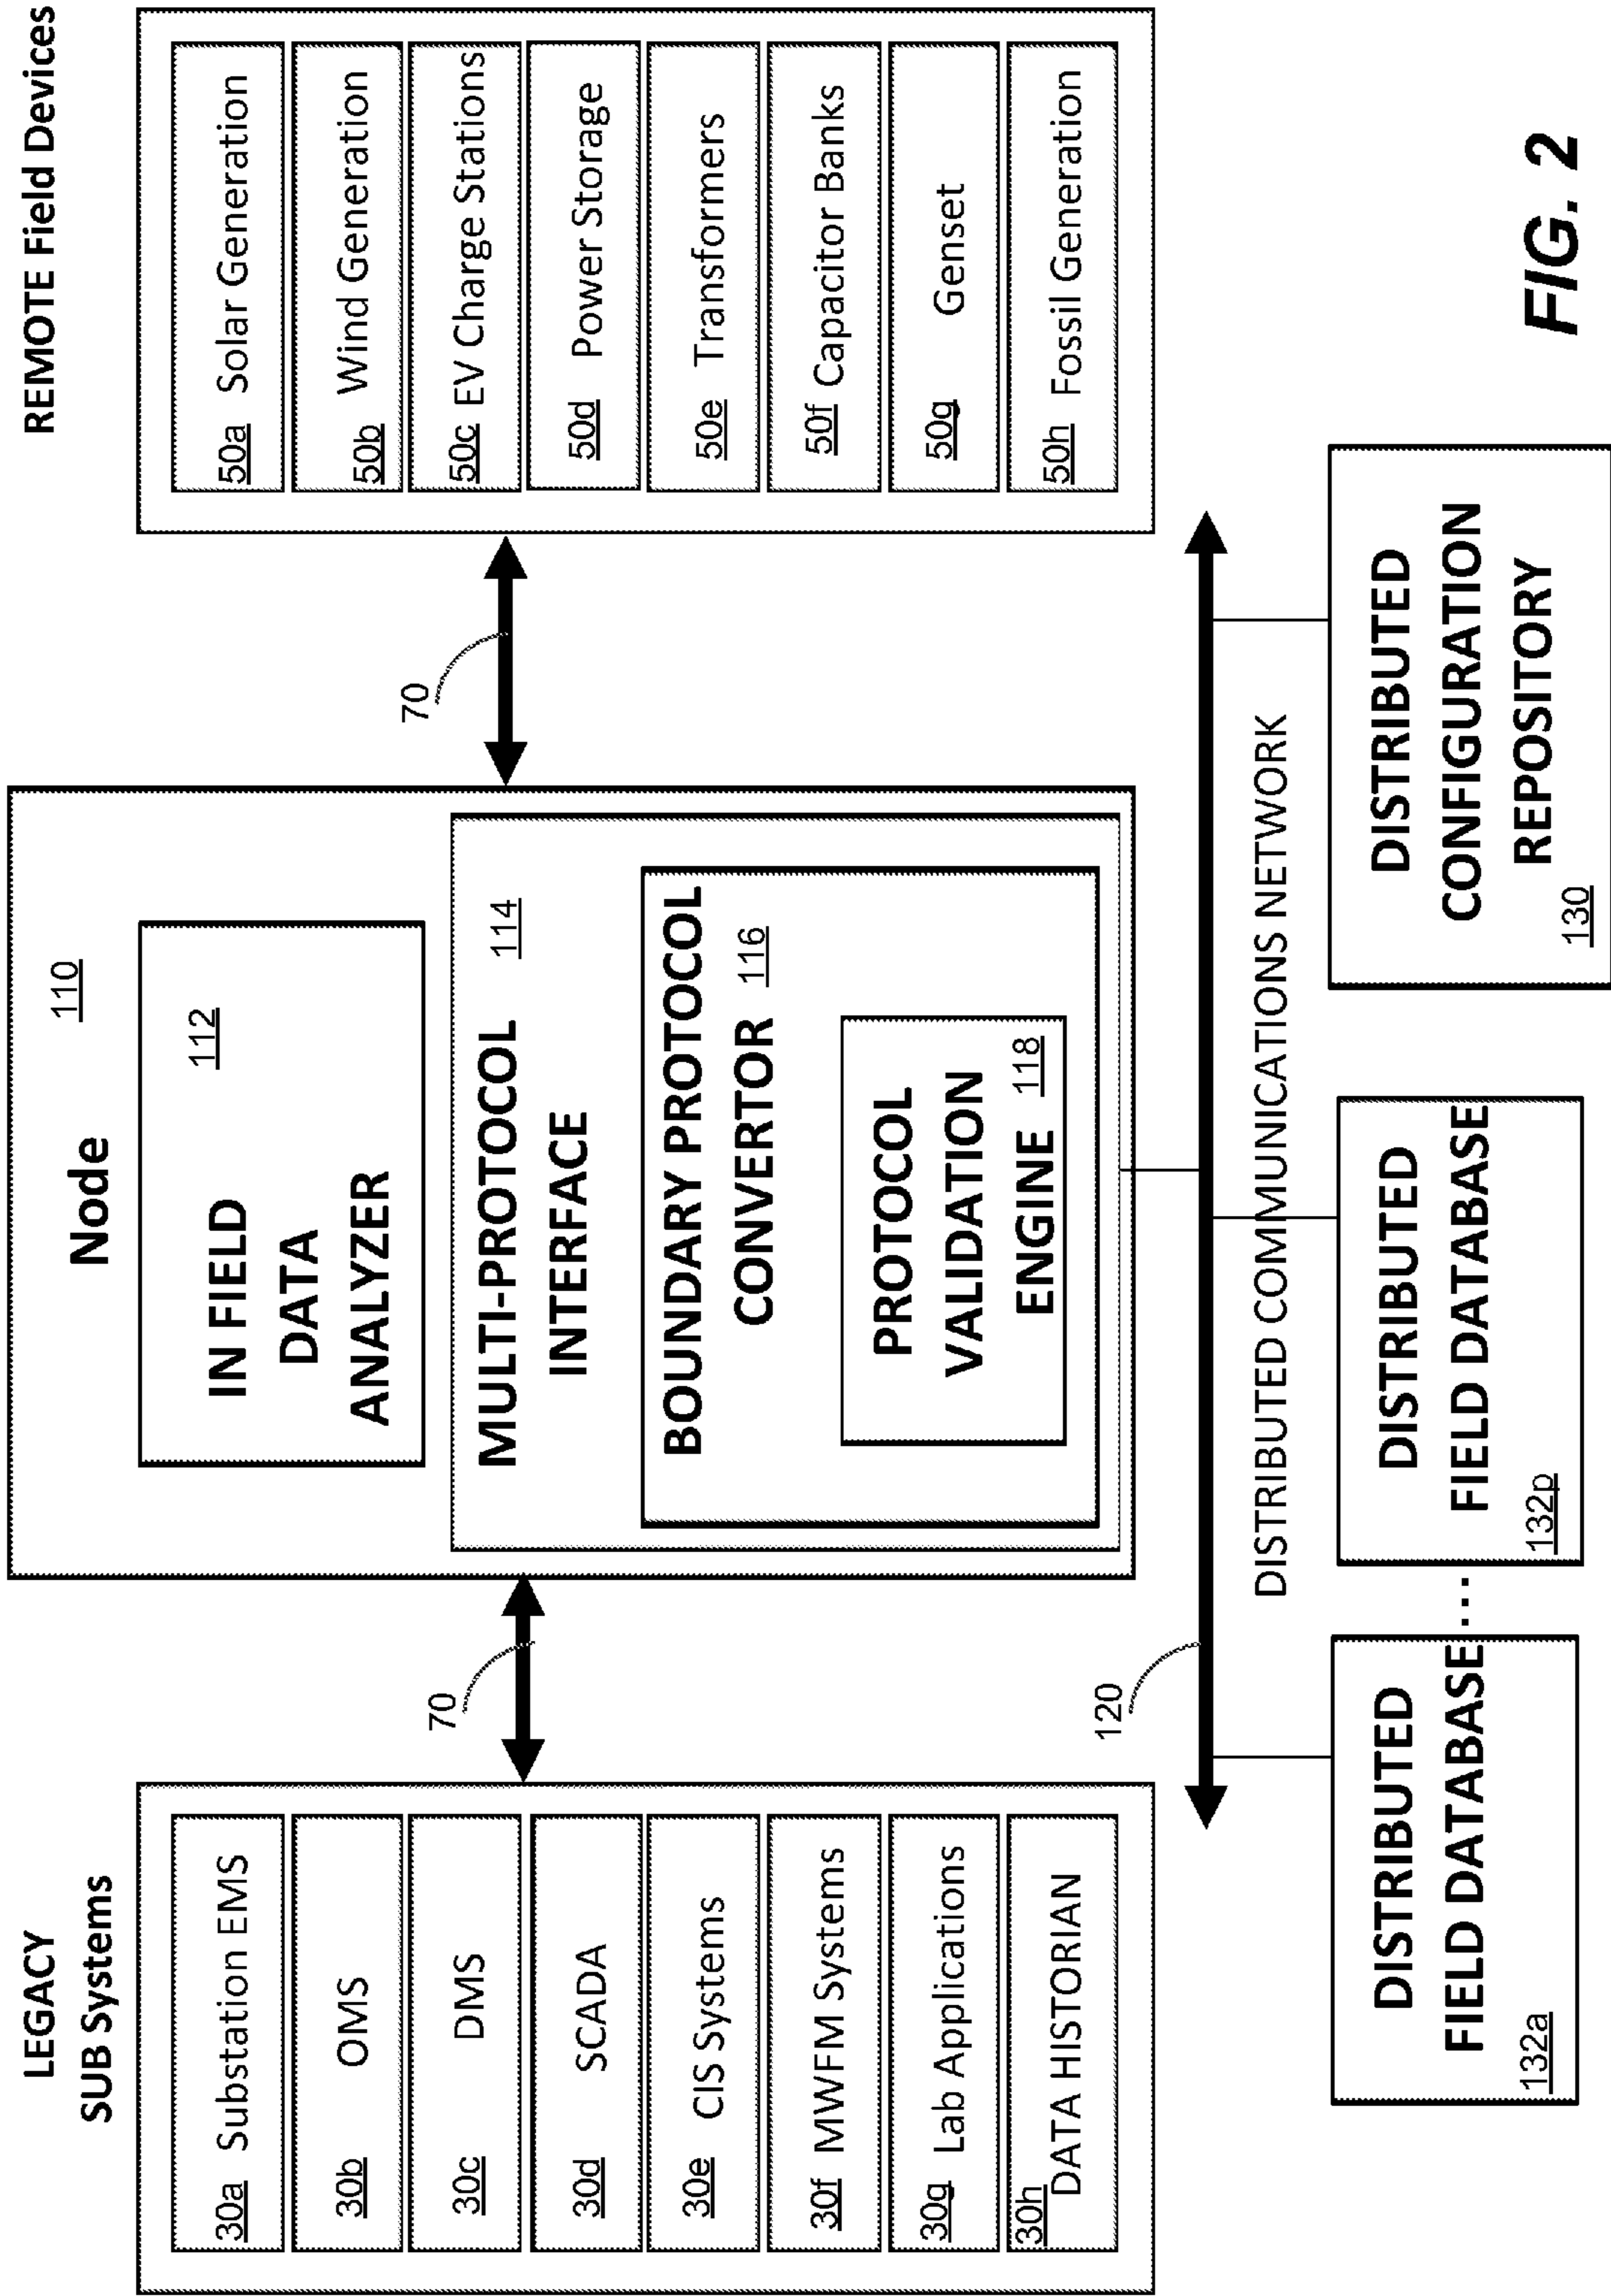 LEGACY
SUB Systems
30a Substation EMS
30b OMS
30c DMS
30d SCADA
30e CIS Systems
30f MWFM Systems
30g Lab Applications
30h DATA HISTORIAN
70
Node 110
IN FIELD 112
DATA
ANALYZER
MULTI-PROTOCOL 114
INTERFACE
BOUNDARY PROTOCOL
CONVERTOR 116
PROTOCOL
VALIDATION
ENGINE 118
70
REMOTE Field Devices
50a Solar Generation
50b Wind Generation
50c EV Charge Stations
50d Power Storage
50e Transformers
50f Capacitor Banks
50g Genset
50h Fossil Generation
120
DISTRIBUTED COMMUNICATIONS NETWORK
DISTRIBUTED
FIELD DATABASE
132a
...
DISTRIBUTED
FIELD DATABASE
132p
DISTRIBUTED
CONFIGURATION
REPOSITORY
130
FIG. 2